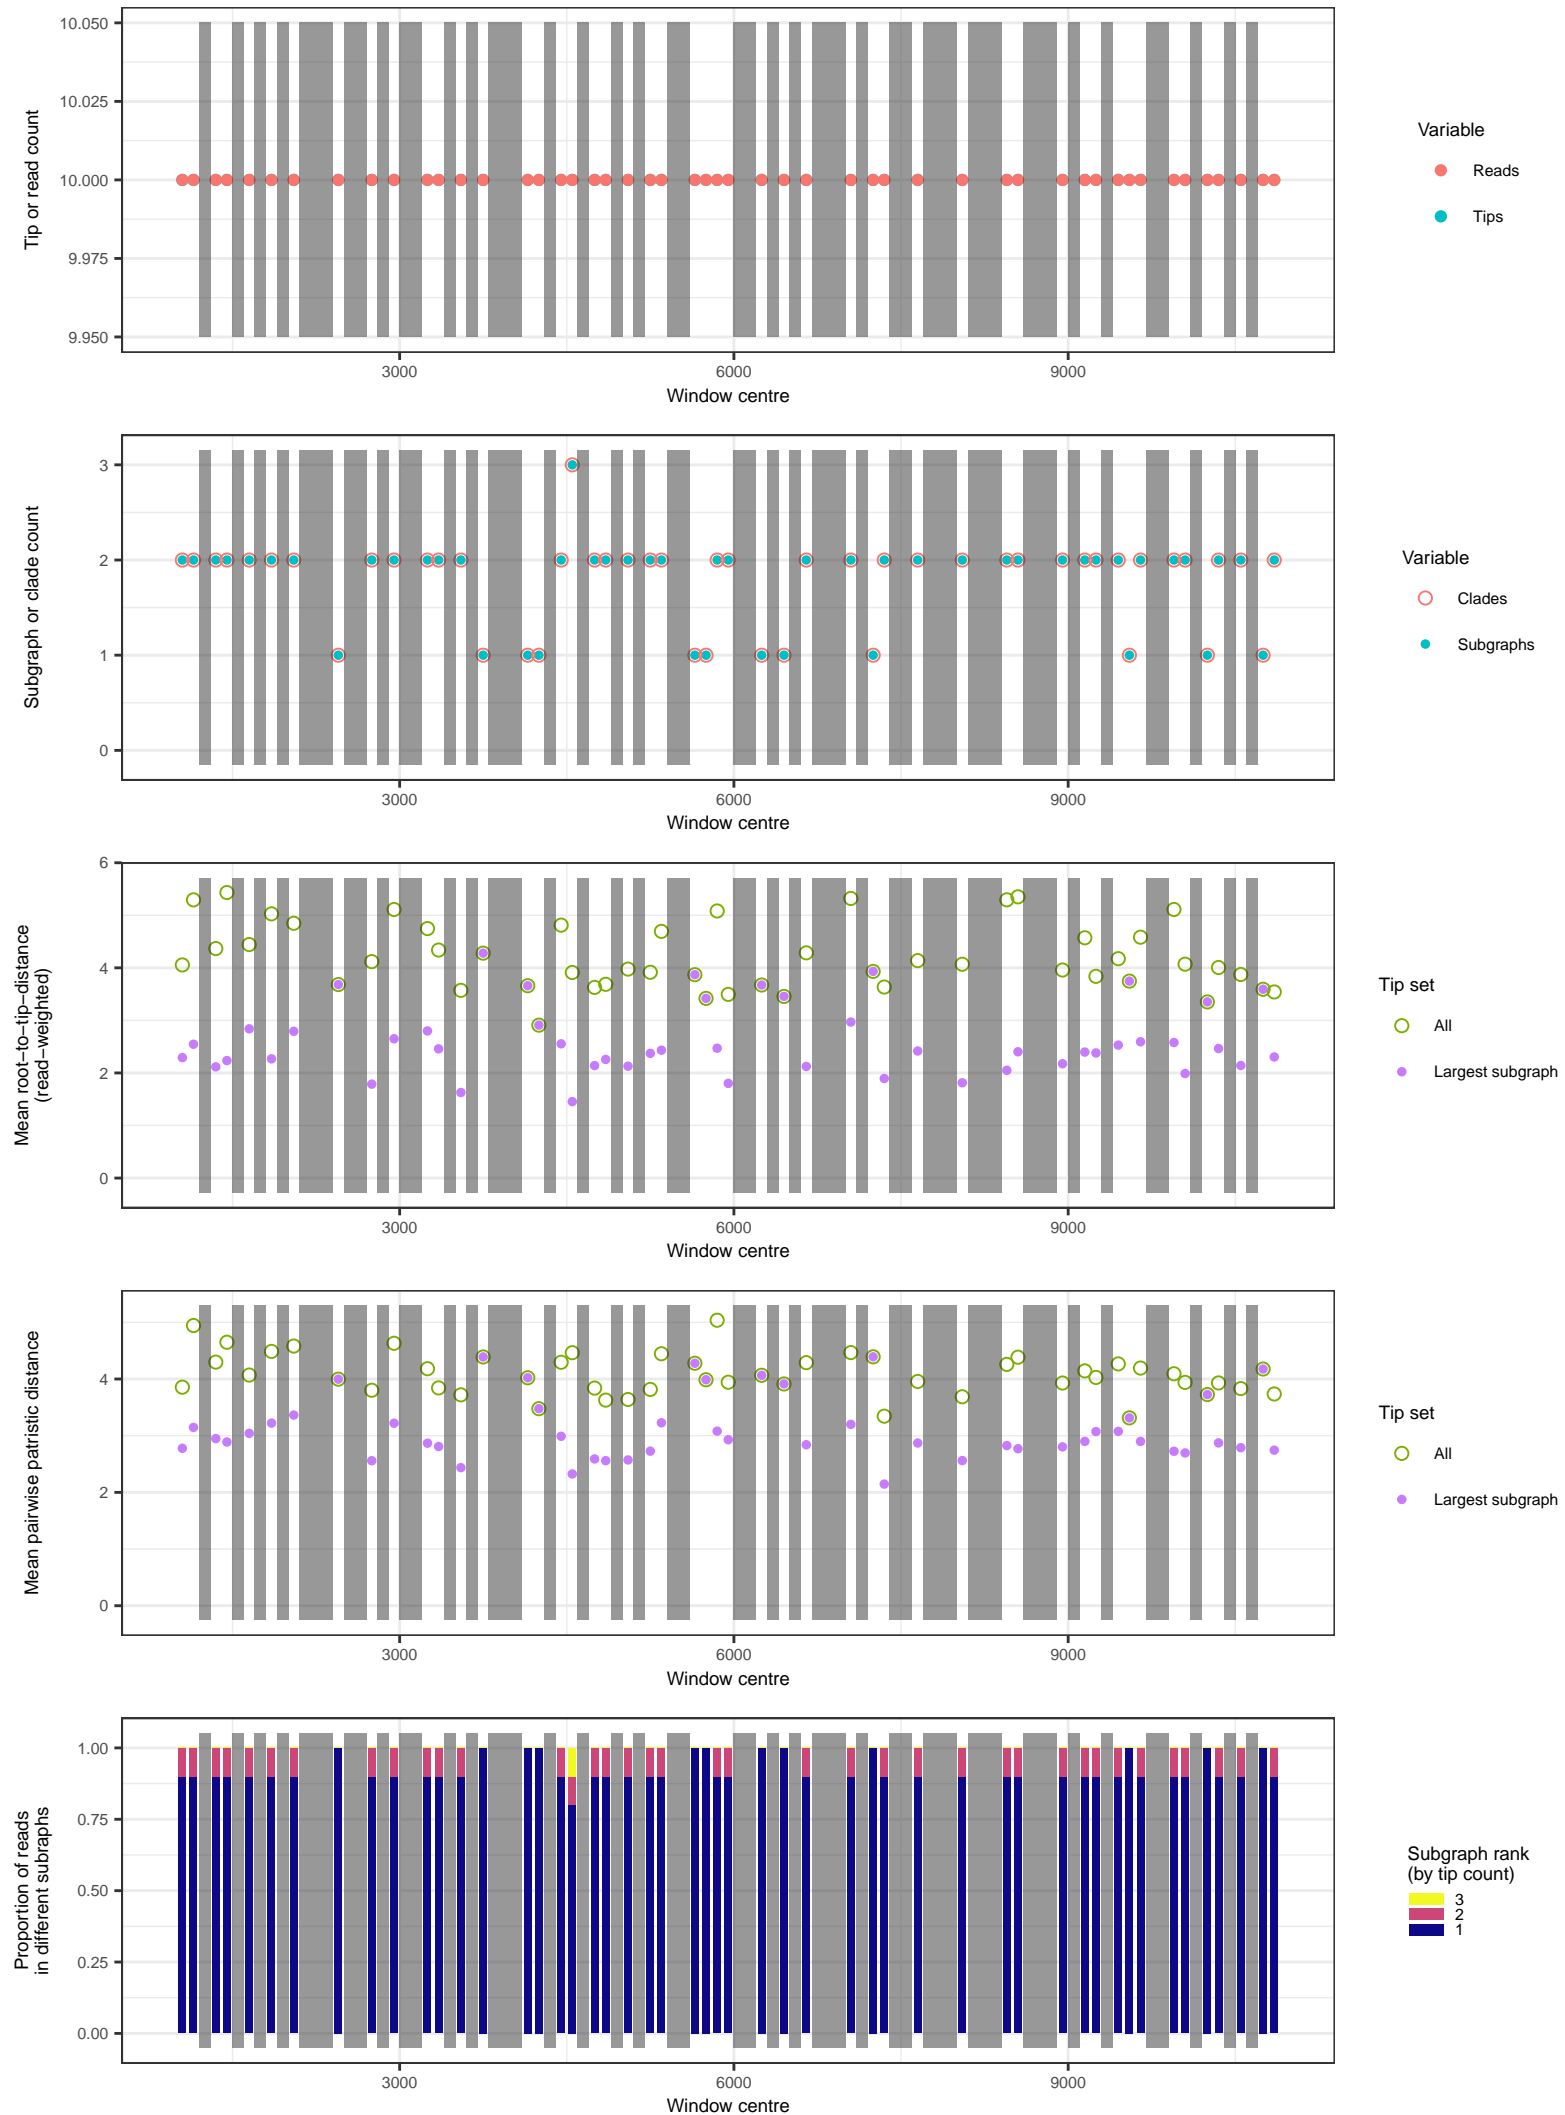 10.050
10.025
10.000
9.975
9.950
Tip or read count
3000
6000
9000
Window centre
Variable
Reads
Tips
3
2
1
0
Subgraph or clade count
3000
6000
9000
Window centre
Variable
Clades
Subgraphs
6
4
2
0
Mean root−to−tip−distance
(read−weighted)
3000
6000
9000
Window centre
Tip set
All
Largest subgraph
4
2
0
Mean pairwise patristic distance
3000
6000
9000
Window centre
Tip set
All
Largest subgraph
1.00
0.75
0.50
0.25
0.00
Proportion of reads
in different subraphs
3000
6000
9000
Window centre
Subgraph rank
(by tip count)
3
2
1